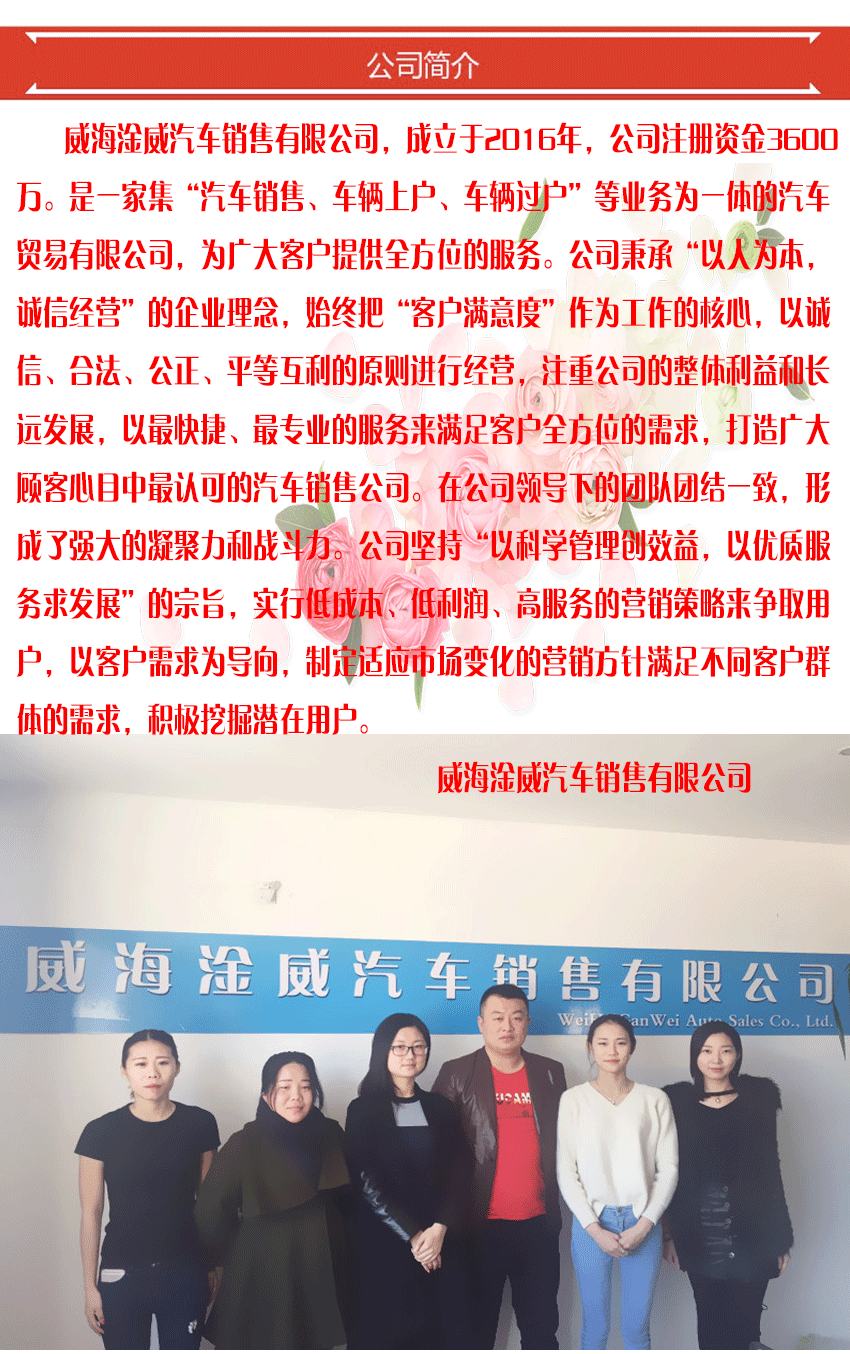 公司简介
威海淦威汽车销售有限公司，成立于2016年，公司注册资金3600
万。是一家集“汽车销售、车辆上户、车辆过户”等业务为一体的汽车
贸易有限公司，为广大客户提供全方位的服务。公司秉承“以人为本，
诚信经营”的企业理念，始终把“客户满意度”作为工作的核心，以诚
信、合法、公正、平等互利的原则进行经营，注重公司的整体利益和长
远发展，以最快捷、最专业的服务来满足客户全方位的需求，打造广大
顾客心目中最认可的汽车销售公司。在公司领导下的团队团结一致，形
成了强大的凝聚力和战斗力。公司坚持“以科学管理创效益，以优质服
务求发展”的宗旨，实行低成本、低利润、高服务的营销策略来争取用
户，以客户需求为导向，制定适应市场变化的营销方针满足不同客户群
体的需求，积极挖掘潜在用户。
威海淦威汽车销售有限公司
威海淦威汽车销售有限公司
GanWei Auto Sales Co., Ltd.